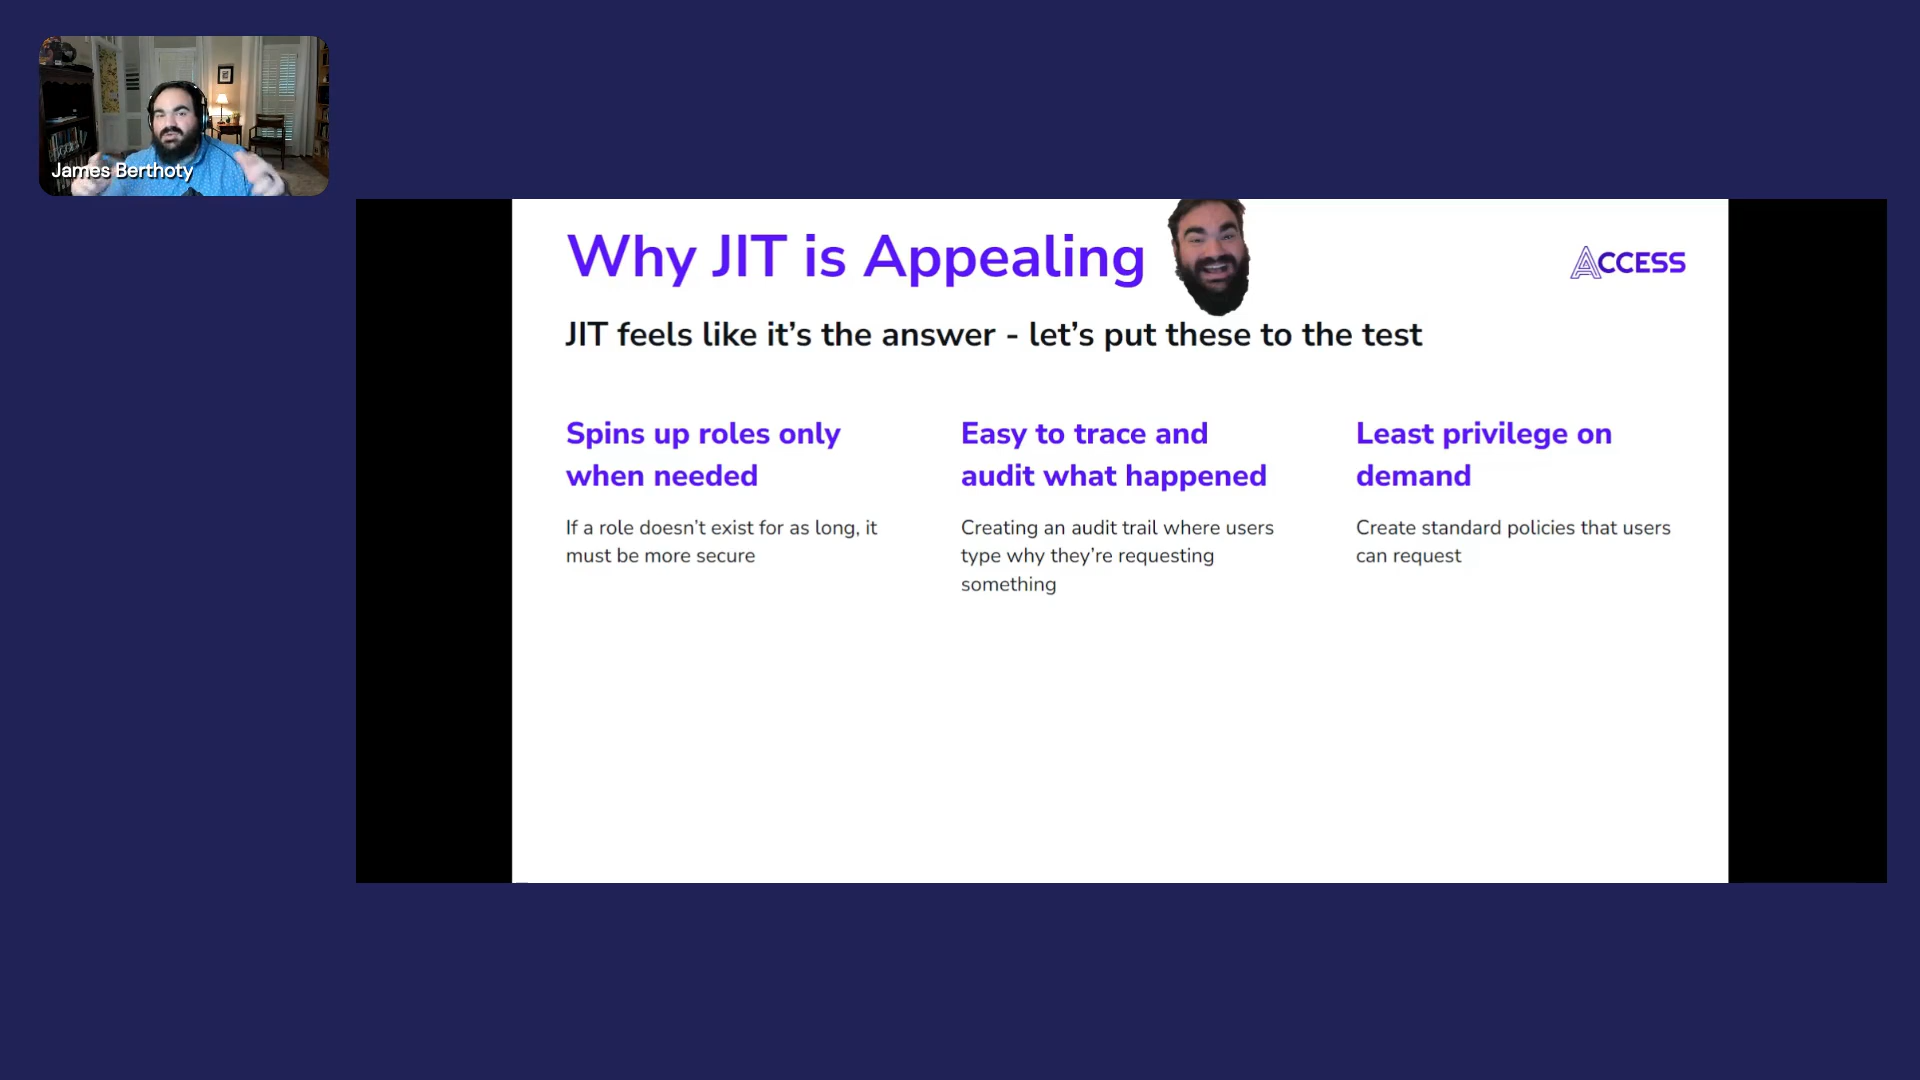 James Berthoty
Why JIT is Appealing
ACCESS
JIT feels like it’s the answer - let’s put these to the test
Spins up roles only
when needed
If a role doesn’t exist for as long, it
must be more secure
Easy to trace and
audit what happened
Creating an audit trail where users
type why they’re requesting
something
Least privilege on
demand
Create standard policies that users
can request